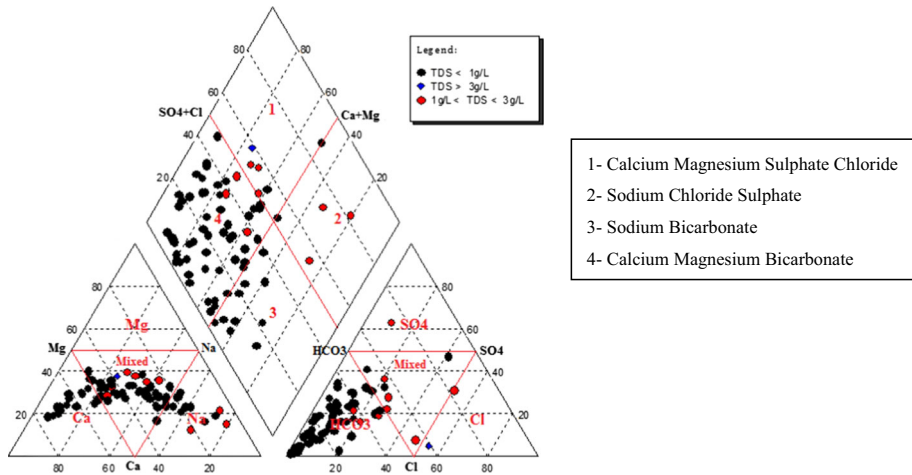 Legend:
TDS < 1g/L
TDS > 3g/L
1g/L < TDS < 3g/L
80
80
60
60
1
SO4+Cl
Ca+Mg
40
40
20
20
4
2
3
1- Calcium Magnesium Sulphate Chloride
2- Sodium Chloride Sulphate
3- Sodium Bicarbonate
4- Calcium Magnesium Bicarbonate
80
60
Mg
Mg
Na
Mixed
40
20
Ca
Na
80
60
Ca
40
20
80
60
SO4
HCO3
SO4
Mixed
40
20
HCO3
Cl
20
40
Cl
60
80